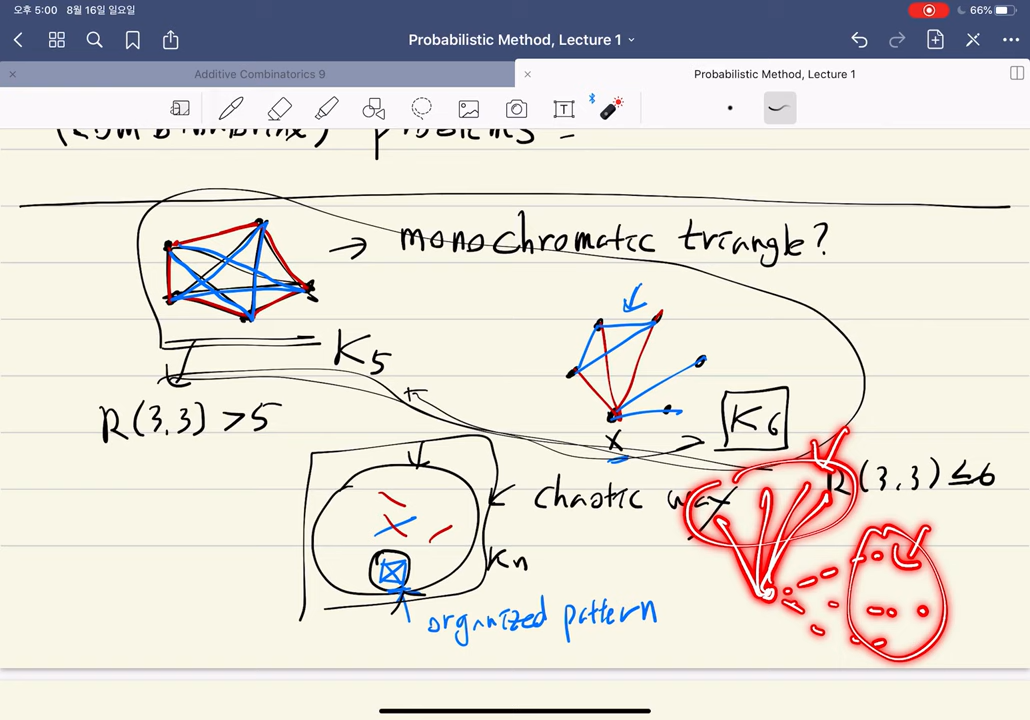 오후 5:00 8월 16일 일요일
66%
Probabilistic Method, Lecture 1
Additive Combinatorics 9
Probabilistic Method, Lecture 1
T
problems =
→ monochromatic triangle?
K5
R(3,3) > 5
x
K6
R(3,3) ≤ 6
chaotic way
Kn
organized pattern